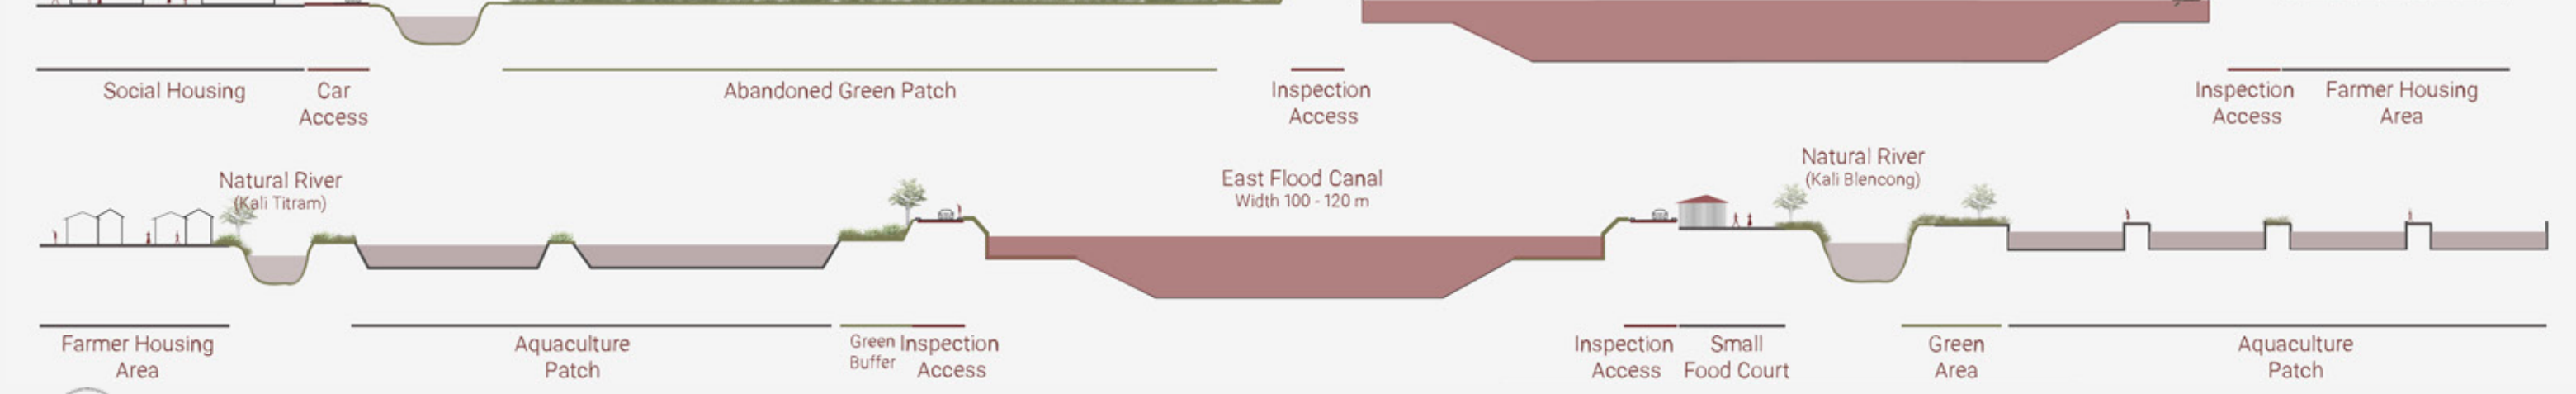 Social Housing
Car
Access
Abandoned Green Patch
Inspection
Access
Inspection
Access
Farmer Housing
Area
Natural River
(Kali Titram)
East Flood Canal
Width 100 - 120 m
Natural River
(Kali Blencong)
Farmer Housing
Area
Aquaculture
Patch
Green
Buffer
Inspection
Access
Inspection
Access
Small
Food Court
Green
Area
Aquaculture
Patch